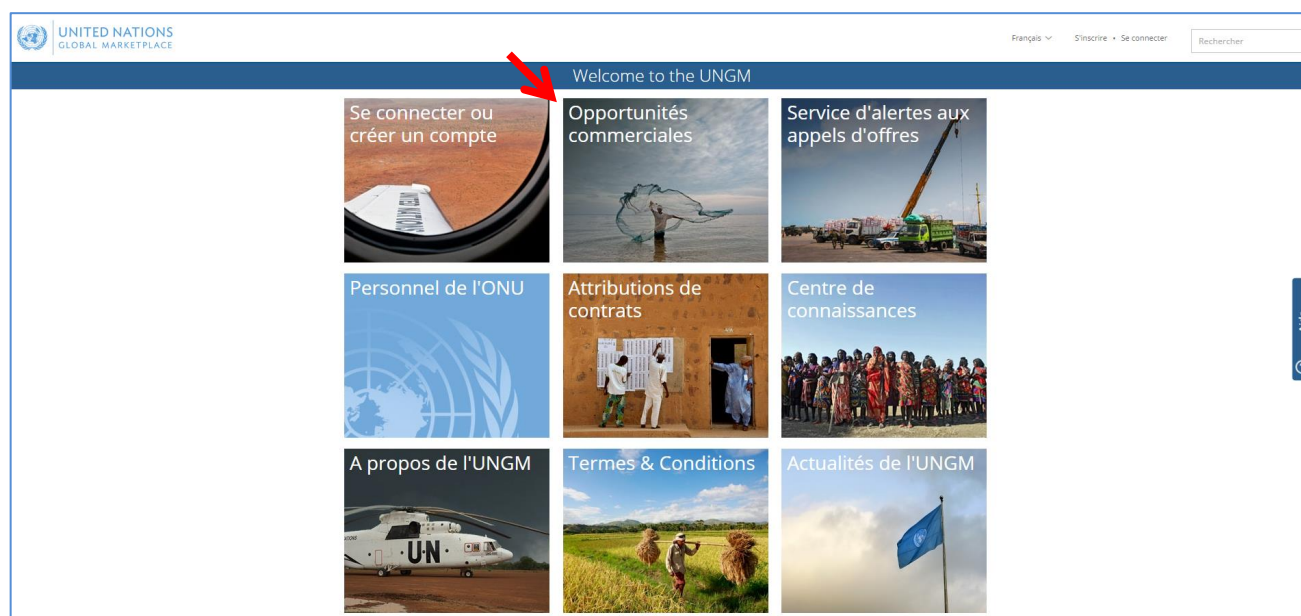 UNITED NATIONS
GLOBAL MARKETPLACE
Français
S'inscrire • Se connecter
Rechercher
Welcome to the UNGM
Se connecter ou
créer un compte
Opportunités
commerciales
Service d'alertes aux
appels d'offres
Personnel de l'ONU
Attributions de
contrats
Centre de
connaissances
A propos de l'UNGM
Termes & Conditions
Actualités de l'UNGM
UN